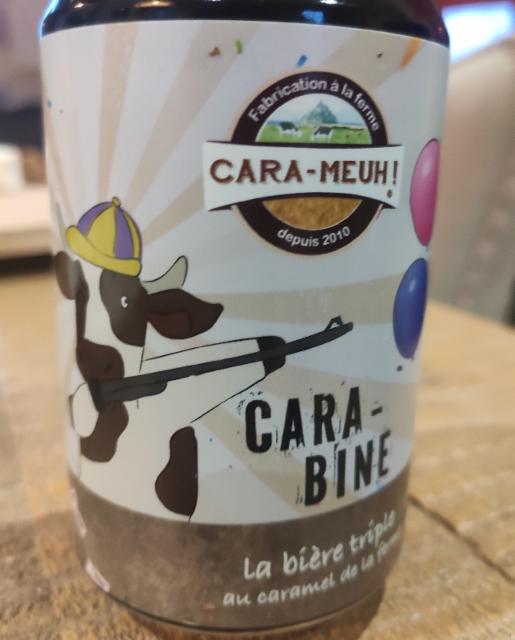 Fabrication à la ferme
CARA-MEUH!
depuis 2010
CARA-
BINE
la bière triple
au caramel de la ferme